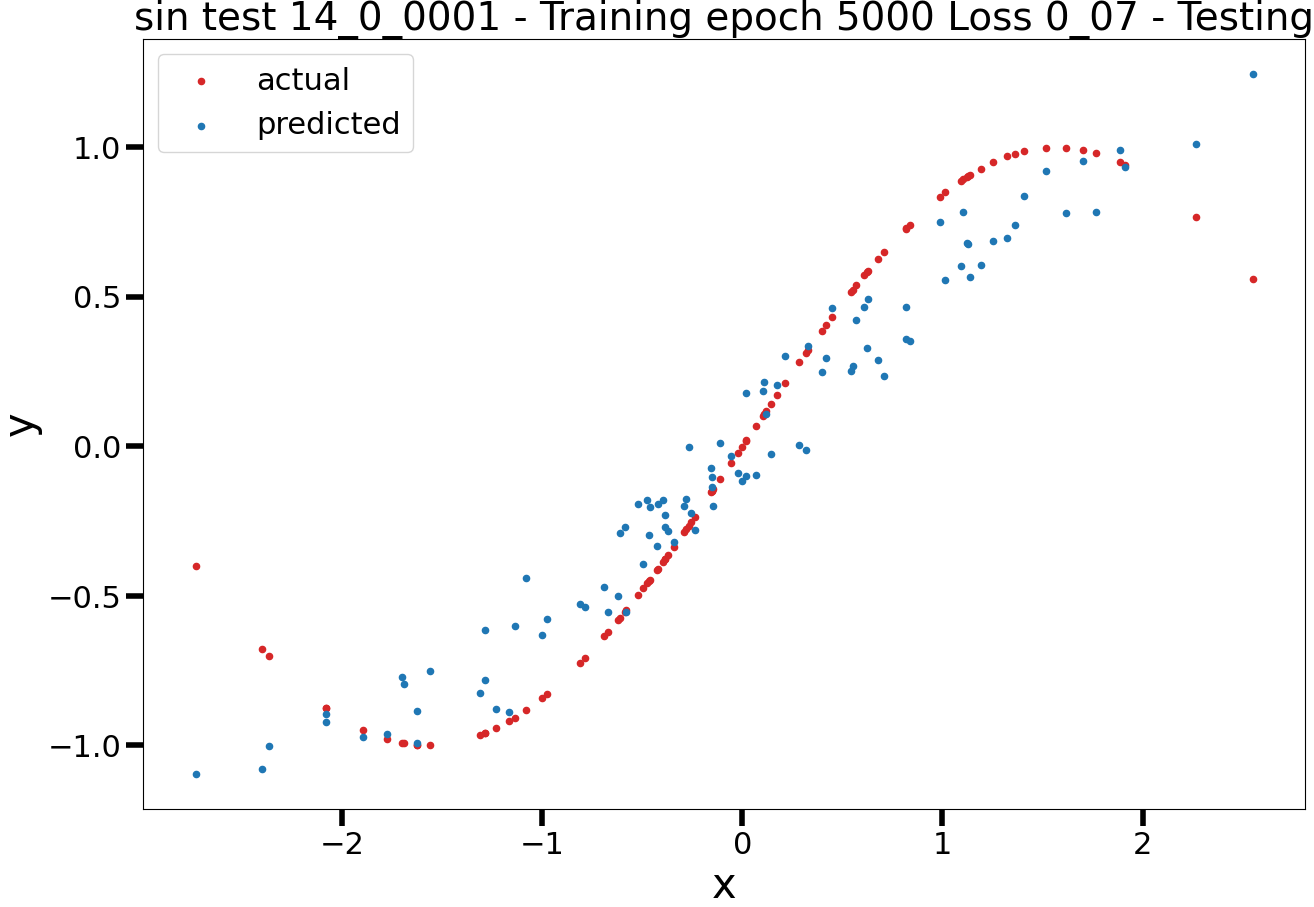 sin test 14_0_0001 - Training epoch 5000 Loss 0_07 - Testing
actual
predicted
1.0
0.5
0.0
−0.5
−1.0
y
−2
−1
0
1
2
x